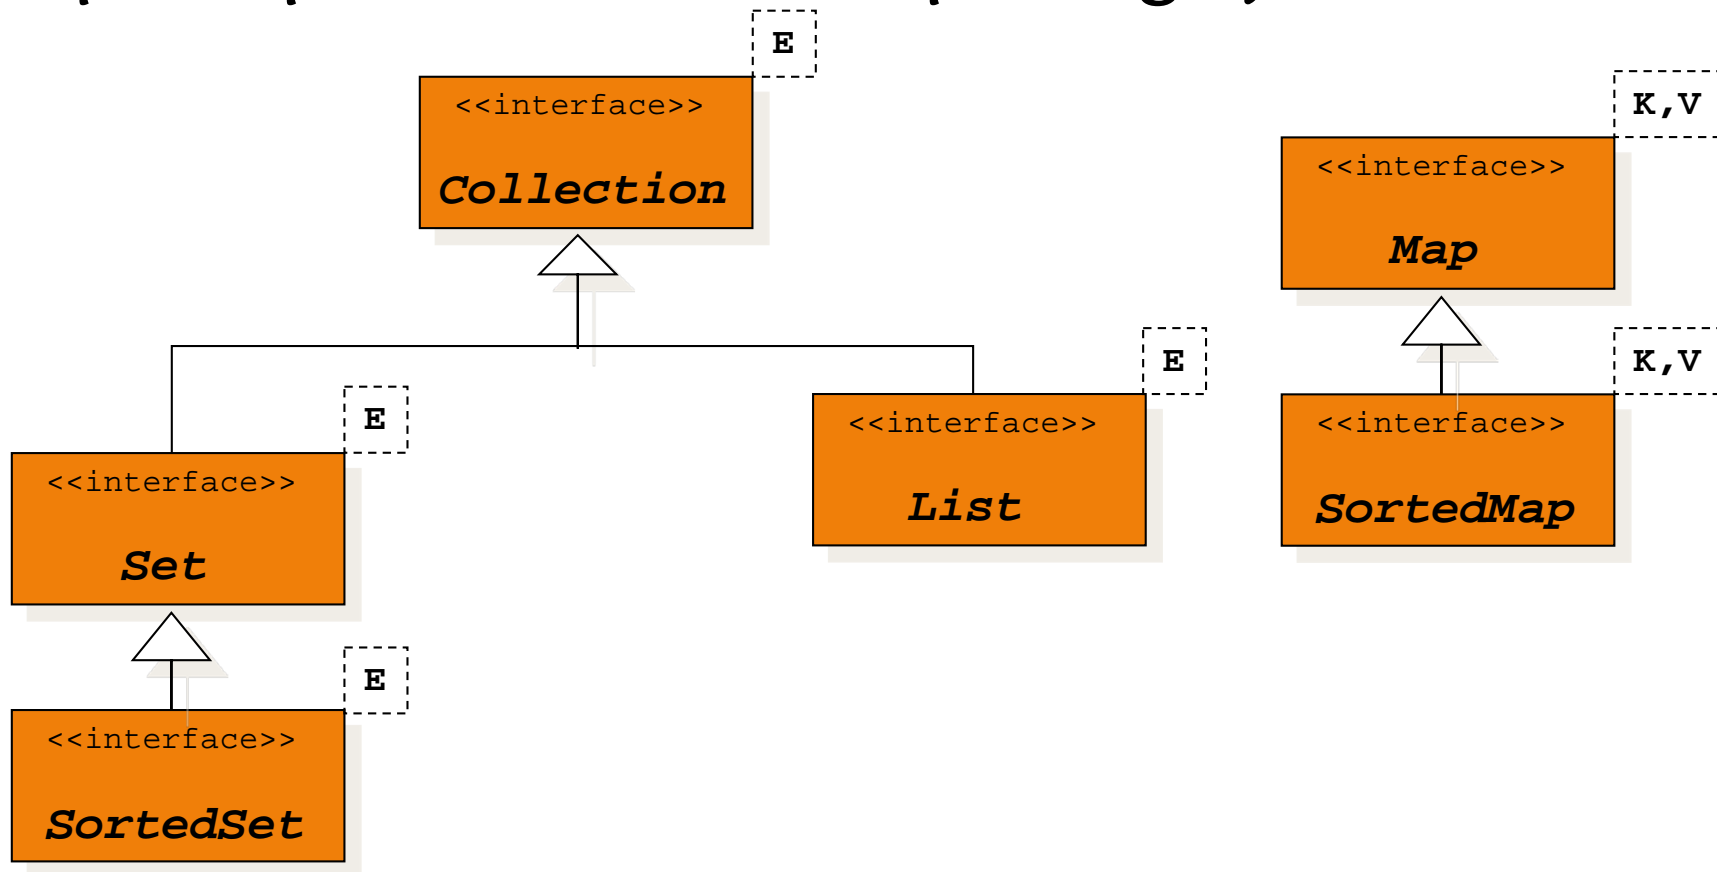 E
<<interface>>
Collection
K,V
<<interface>>
Map
E
<<interface>>
Set
E
<<interface>>
List
K,V
<<interface>>
SortedMap
E
<<interface>>
SortedSet